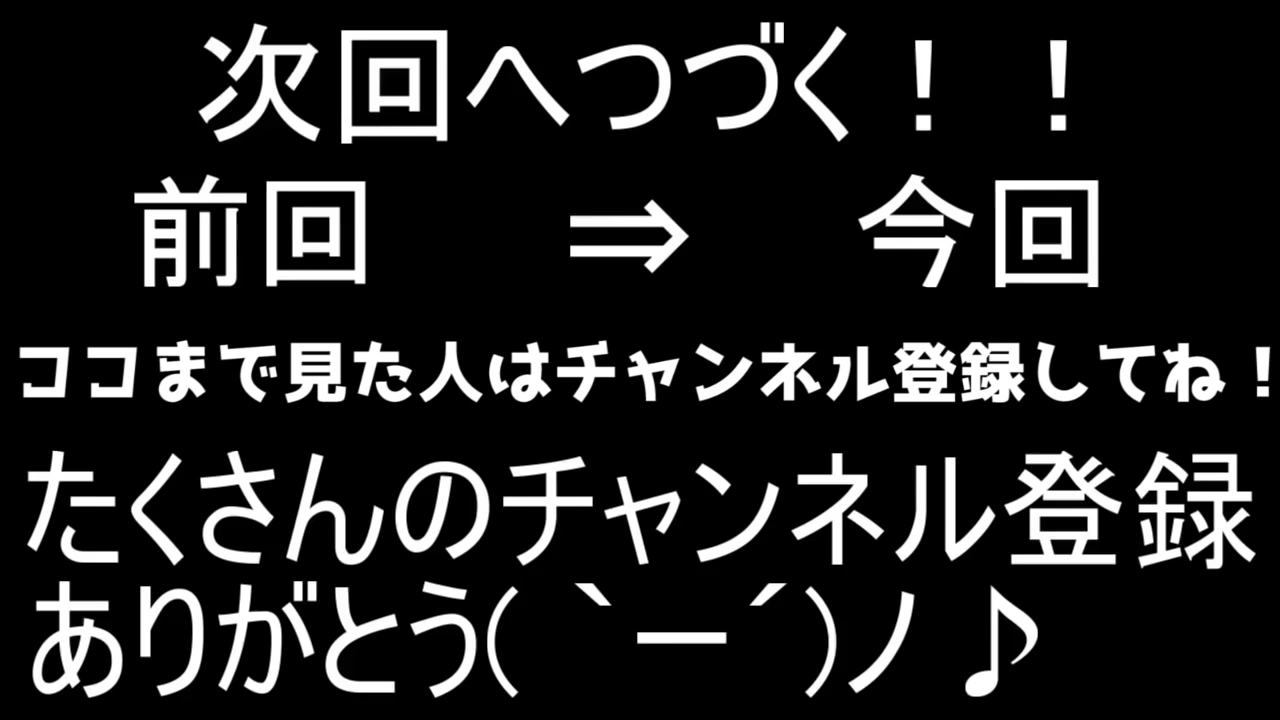 次回へつづく！！
前回　⇒　今回
ココまで見た人はチャンネル登録してね！
たくさんのチャンネル登録
ありがとう( ｀ー´)ノ♪